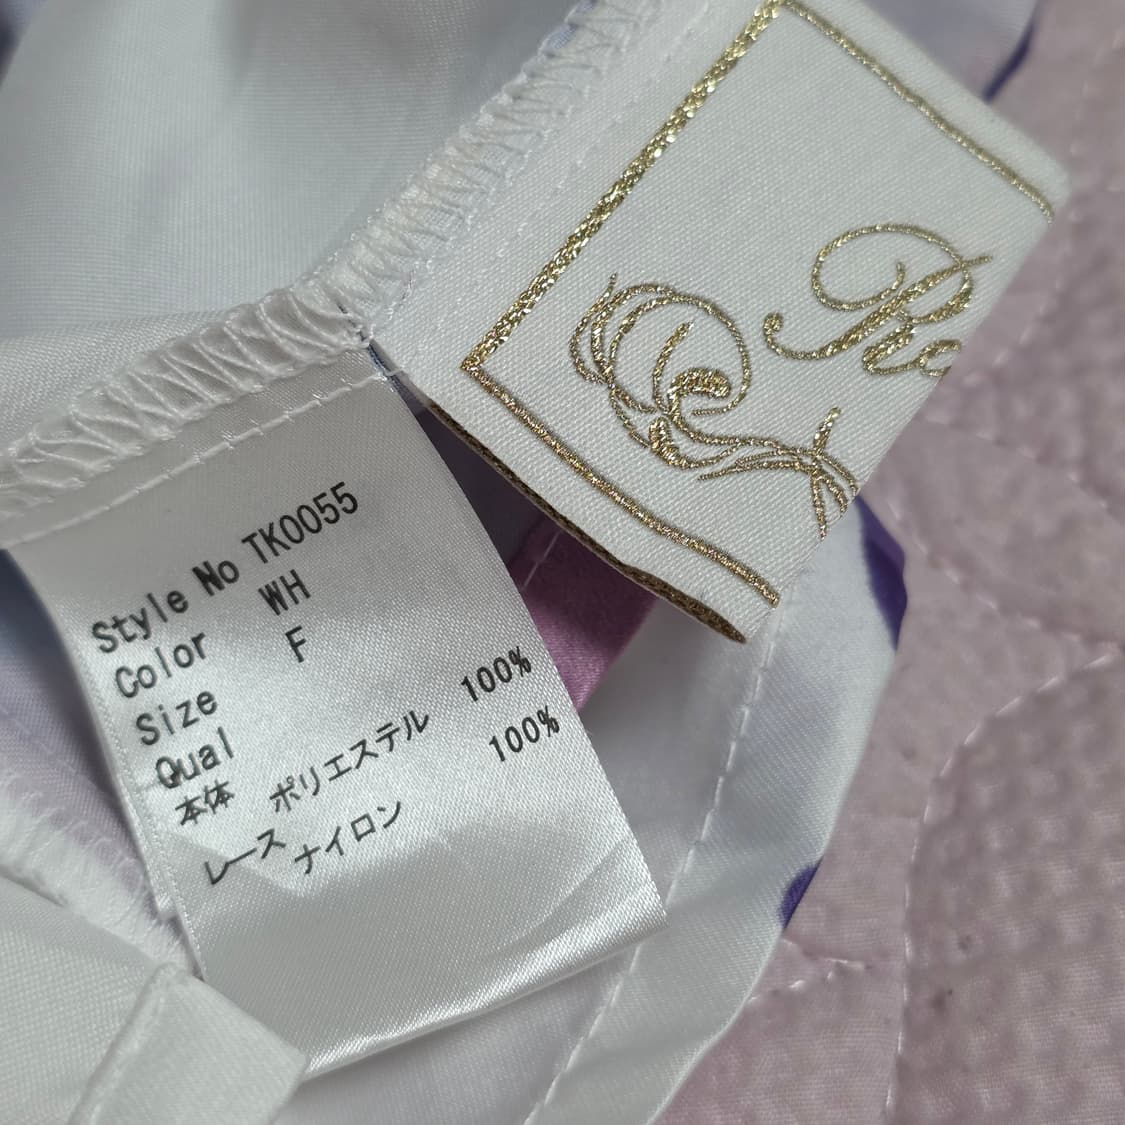 Style No TK0055
Color WH
Size F
Qual
本体 ポリエステル 100%
レース ナイロン 100%